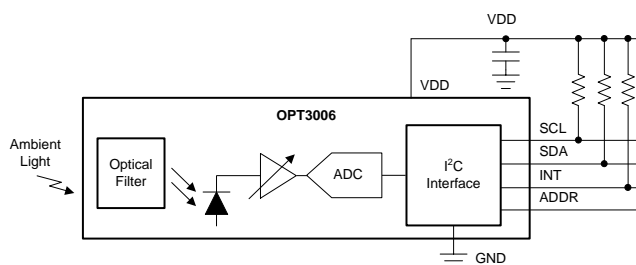 VDD
VDD
OPT3006
Ambient
Light
Optical
Filter
ADC
I²C
Interface
SCL
SDA
INT
ADDR
GND